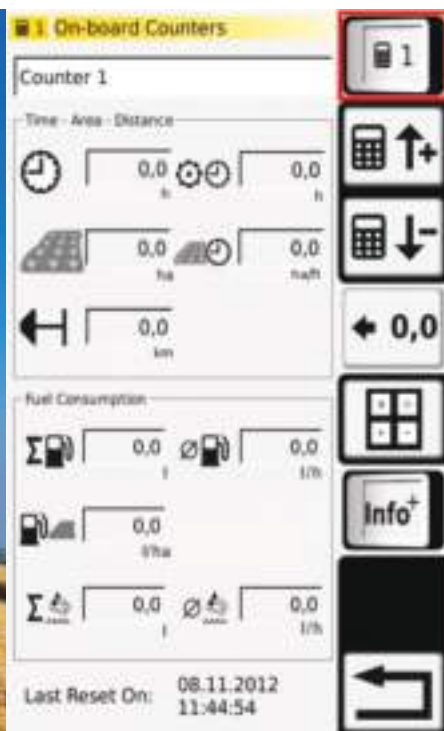 1 On-board Counters
1
Counter 1
Time - Area - Distance
0,0 0,0
h h
0,0 0,0
ha ha/h
0,0
km
0,0
Fuel Consumption
Σ 0,0 Ø 0,0
l l/h
0,0
l/ha
Σ 0,0 Ø 0,0
l l/h
Info+
Last Reset On: 08.11.2012
11:44:54